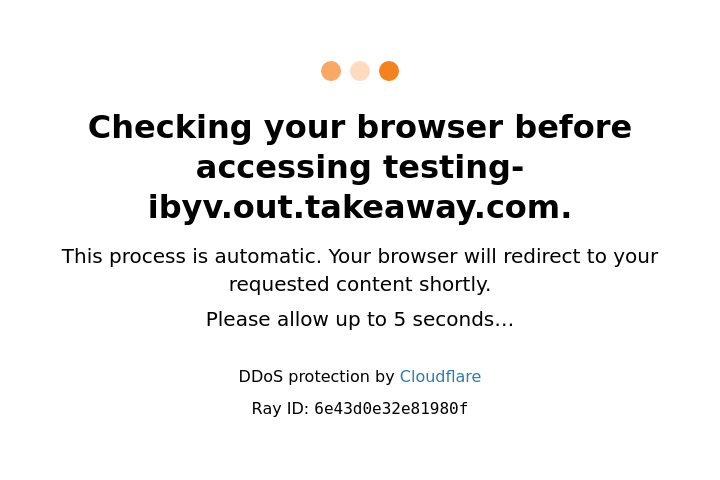 Checking your browser before
accessing testing-
ibyv.out.takeaway.com.
This process is automatic. Your browser will redirect to your
requested content shortly.
Please allow up to 5 seconds…
DDoS protection by Cloudflare
Ray ID: 6e43d0e32e81980f